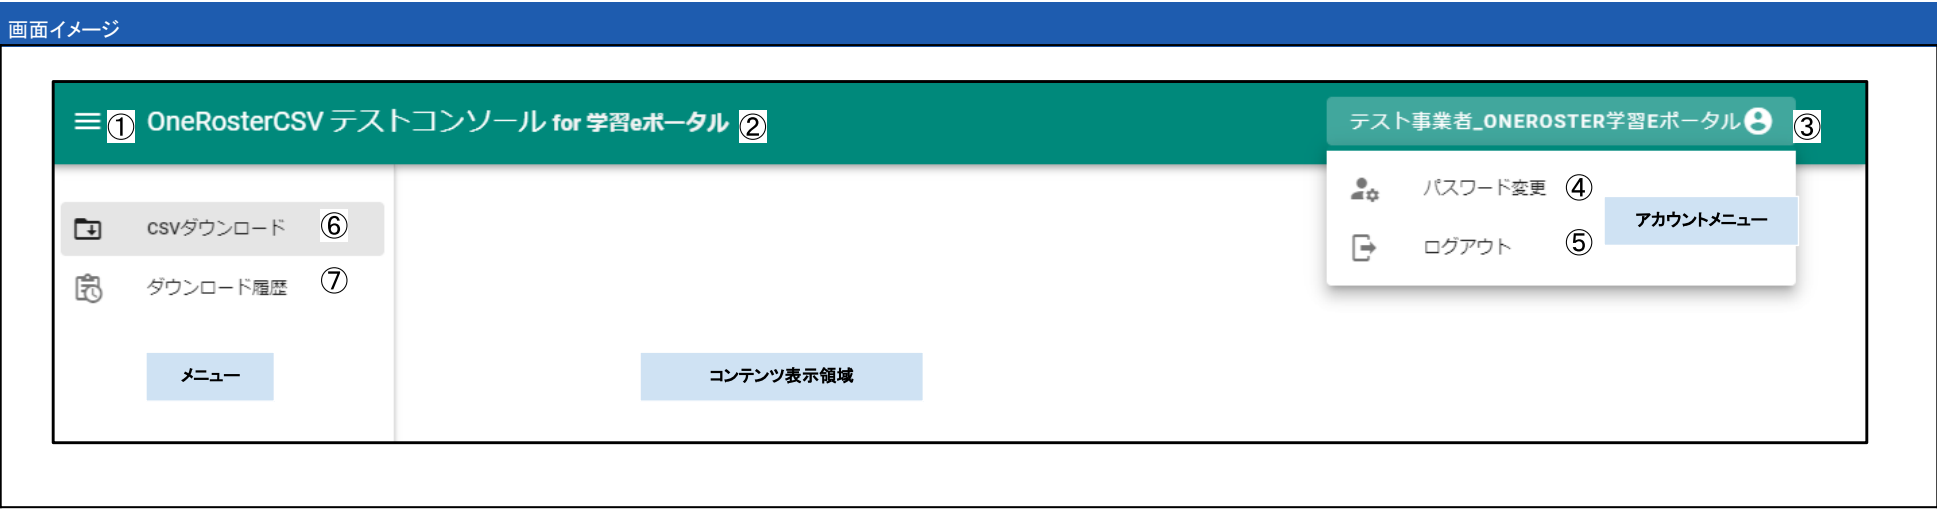 画面イメージ
① OneRosterCSV テストコンソール for 学習eポータル ②
テスト事業者_ONEROSTER学習Eポータル ③
パスワード変更 ④
アカウントメニュー
ログアウト ⑤
csvダウンロード ⑥
ダウンロード履歴 ⑦
メニュー
コンテンツ表示領域